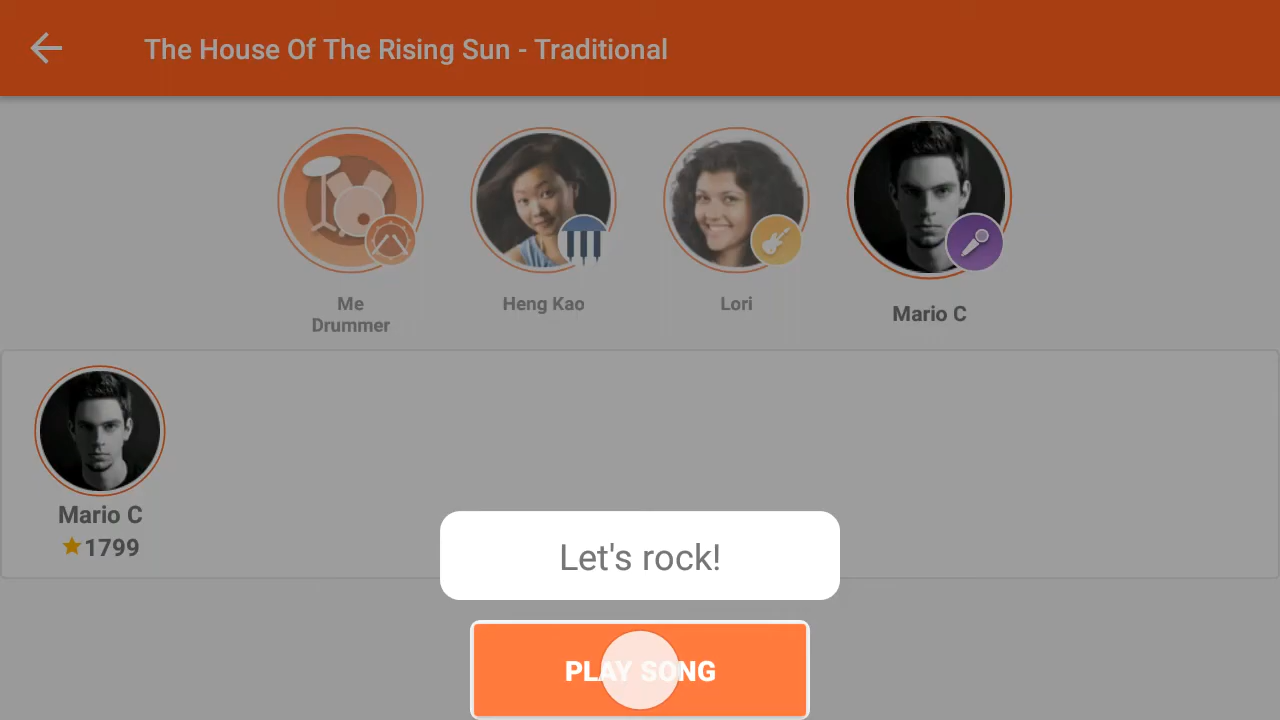 The House Of The Rising Sun - Traditional
Me
Drummer
Heng Kao
Lori
Mario C
Mario C
1799
Let's rock!
PLAY SONG